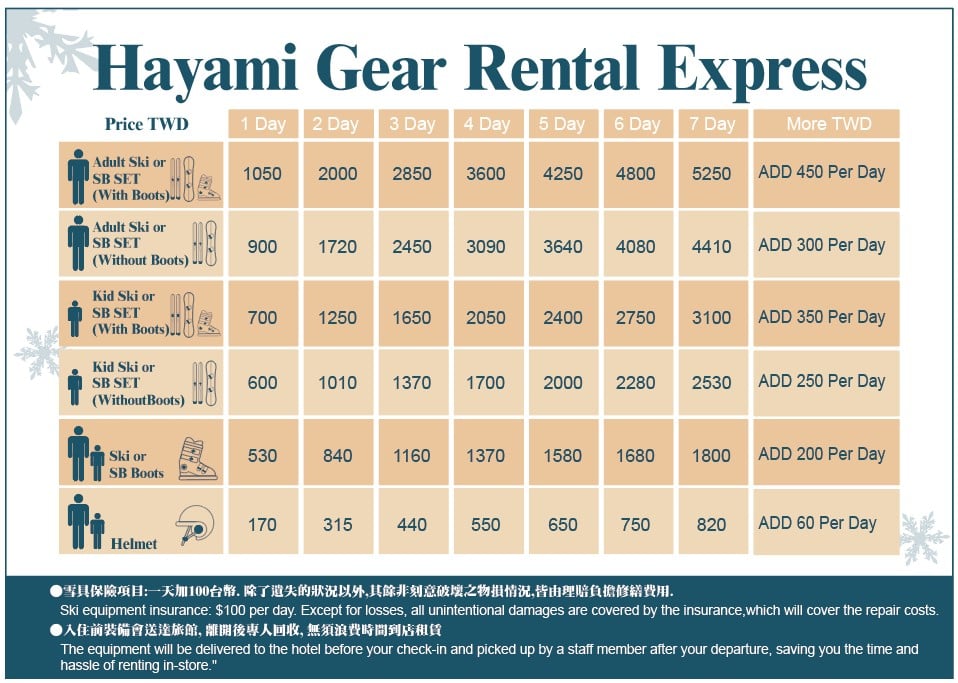 Hayami Gear Rental Express
Price TWD 1 Day 2 Day 3 Day 4 Day 5 Day 6 Day 7 Day More TWD
Adult Ski or
SB SET
(With Boots) 1050 2000 2850 3600 4250 4800 5250 ADD 450 Per Day
Adult Ski or
SB SET
(Without Boots) 900 1720 2450 3090 3640 4080 4410 ADD 300 Per Day
Kid Ski or
SB SET
(With Boots) 700 1250 1650 2050 2400 2750 3100 ADD 350 Per Day
Kid Ski or
SB SET
(WithoutBoots) 600 1010 1370 1700 2000 2280 2530 ADD 250 Per Day
Ski or
SB Boots 530 840 1160 1370 1580 1680 1800 ADD 200 Per Day
Helmet 170 315 440 550 650 750 820 ADD 60 Per Day
●雪具保險項目:一天加100台幣. 除了遺失的狀況以外,其餘非刻意破壞之物損情況,皆由理賠負擔修繕費用.
Ski equipment insurance: $100 per day. Except for losses, all unintentional damages are covered by the insurance,which will cover the repair costs.
●入住前裝備會送達旅館, 離開後專人回收, 無須浪費時間到店租賃
The equipment will be delivered to the hotel before your check-in and picked up by a staff member after your departure, saving you the time and
hassle of renting in-store."